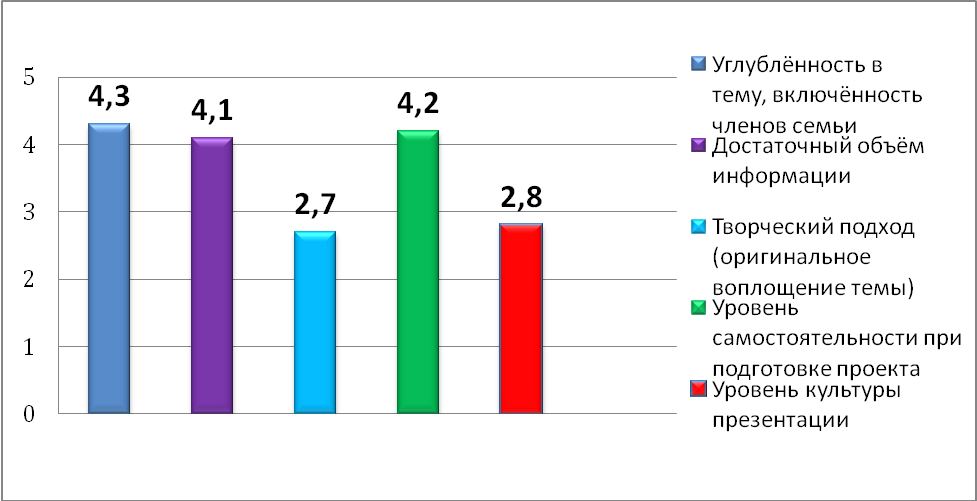 5
4
3
2
1
0
4,3
4,1
2,7
4,2
2,8
Углублённость в
тему, включённость
членов семьи
Достаточный объём
информации
Творческий подход
(оригинальное
воплощение темы)
Уровень
самостоятельности при
подготовке проекта
Уровень культуры
презентации